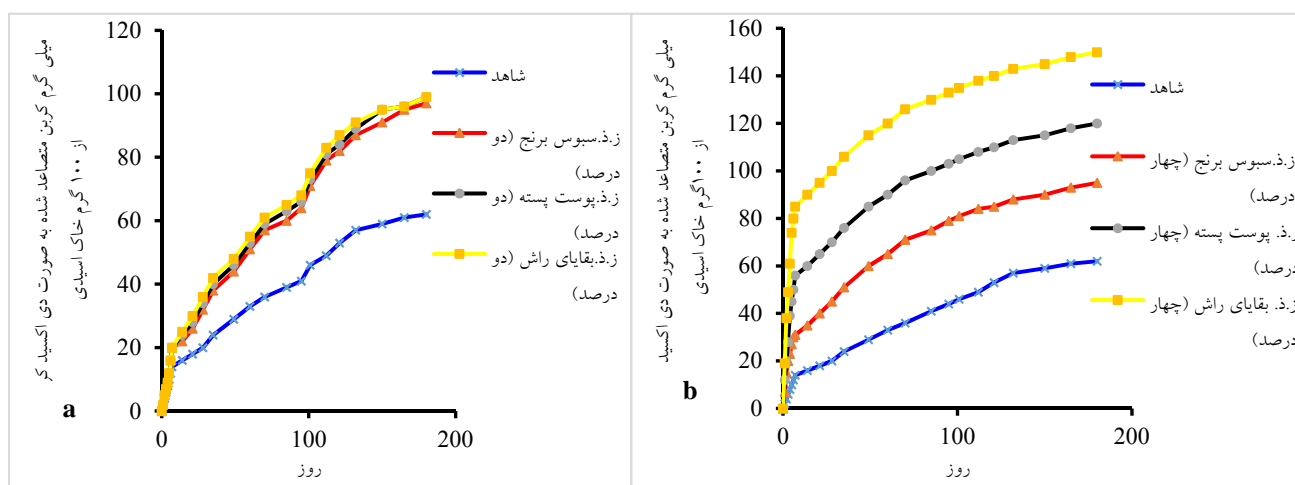 میلی گرم کربن متصاعد شده به صورت دی اکسید کر
از ۱۰۰ گرم خاک اسیدی
120
100
80
60
40
20
0
0
100
200
روز
a
شاهد
ز.ذ.سبوس برنج (دو
درصد)
ز.ذ.پوست پسته (دو
درصد)
ز.ذ.بقایای راش (دو
درصد)
میلی گرم کربن متصاعد شده به صورت دی اکسید
از ۱۰۰گرم خاک اسیدی
160
140
120
100
80
60
40
20
0
0
100
200
روز
b
شاهد
ز.ذ.سبوس برنج (چهار
درصد)
ز.ذ. پوست پسته (چهار
درصد)
ز.ذ. بقایای راش (چهار
درصد)